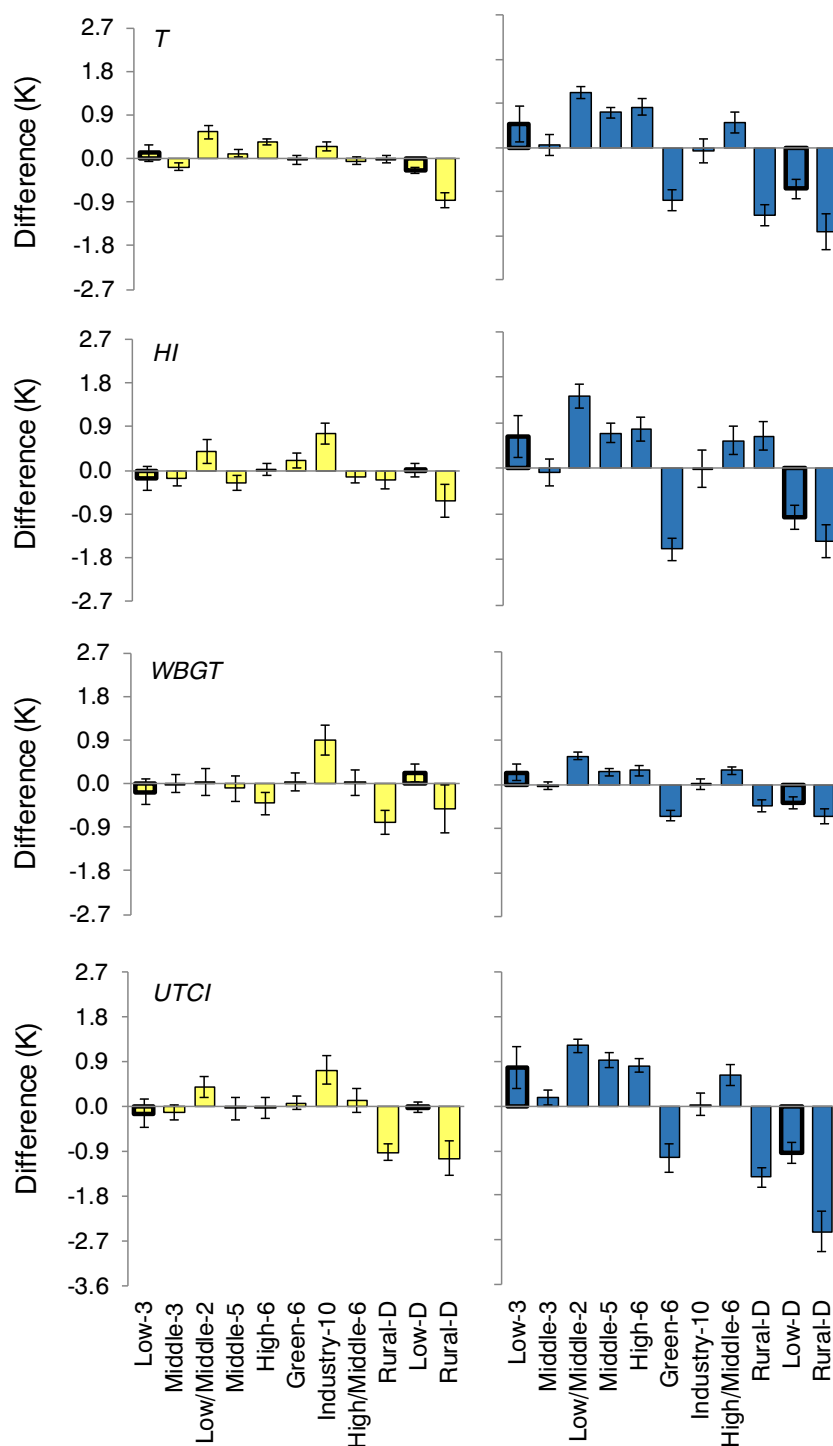 T
Difference (K)
2.7
1.8
0.9
0.0
-0.9
-1.8
-2.7
HI
Difference (K)
2.7
1.8
0.9
0.0
-0.9
-1.8
-2.7
WBGT
Difference (K)
2.7
1.8
0.9
0.0
-0.9
-1.8
-2.7
UTCI
Difference (K)
2.7
1.8
0.9
0.0
-0.9
-1.8
-2.7
-3.6
Low-3
Middle-3
Low/Middle-2
Middle-5
High-6
Green-6
Industry-10
High/Middle-6
Rural-D
Low-D
Rural-D
Low-3
Middle-3
Low/Middle-2
Middle-5
High-6
Green-6
Industry-10
High/Middle-6
Rural-D
Low-D
Rural-D